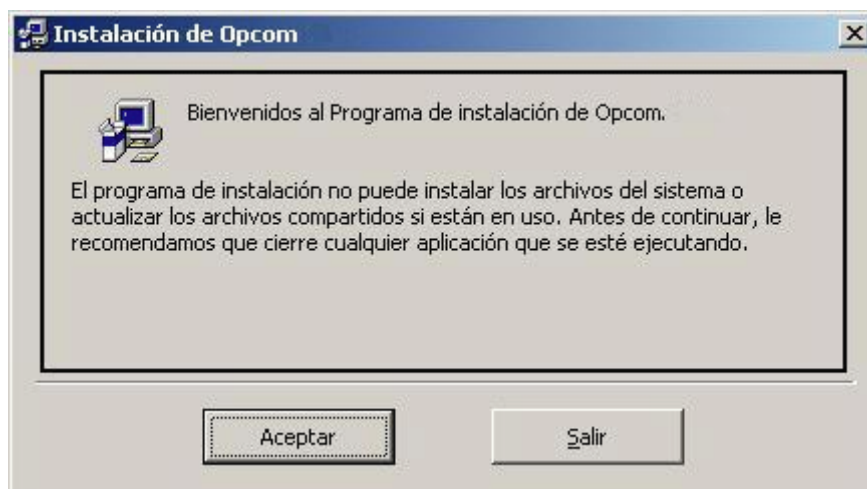 Instalación de Opcom
Bienvenidos al Programa de instalación de Opcom.
El programa de instalación no puede instalar los archivos del sistema o
actualizar los archivos compartidos si están en uso. Antes de continuar, le
recomendamos que cierre cualquier aplicación que se esté ejecutando.
Aceptar
Salir